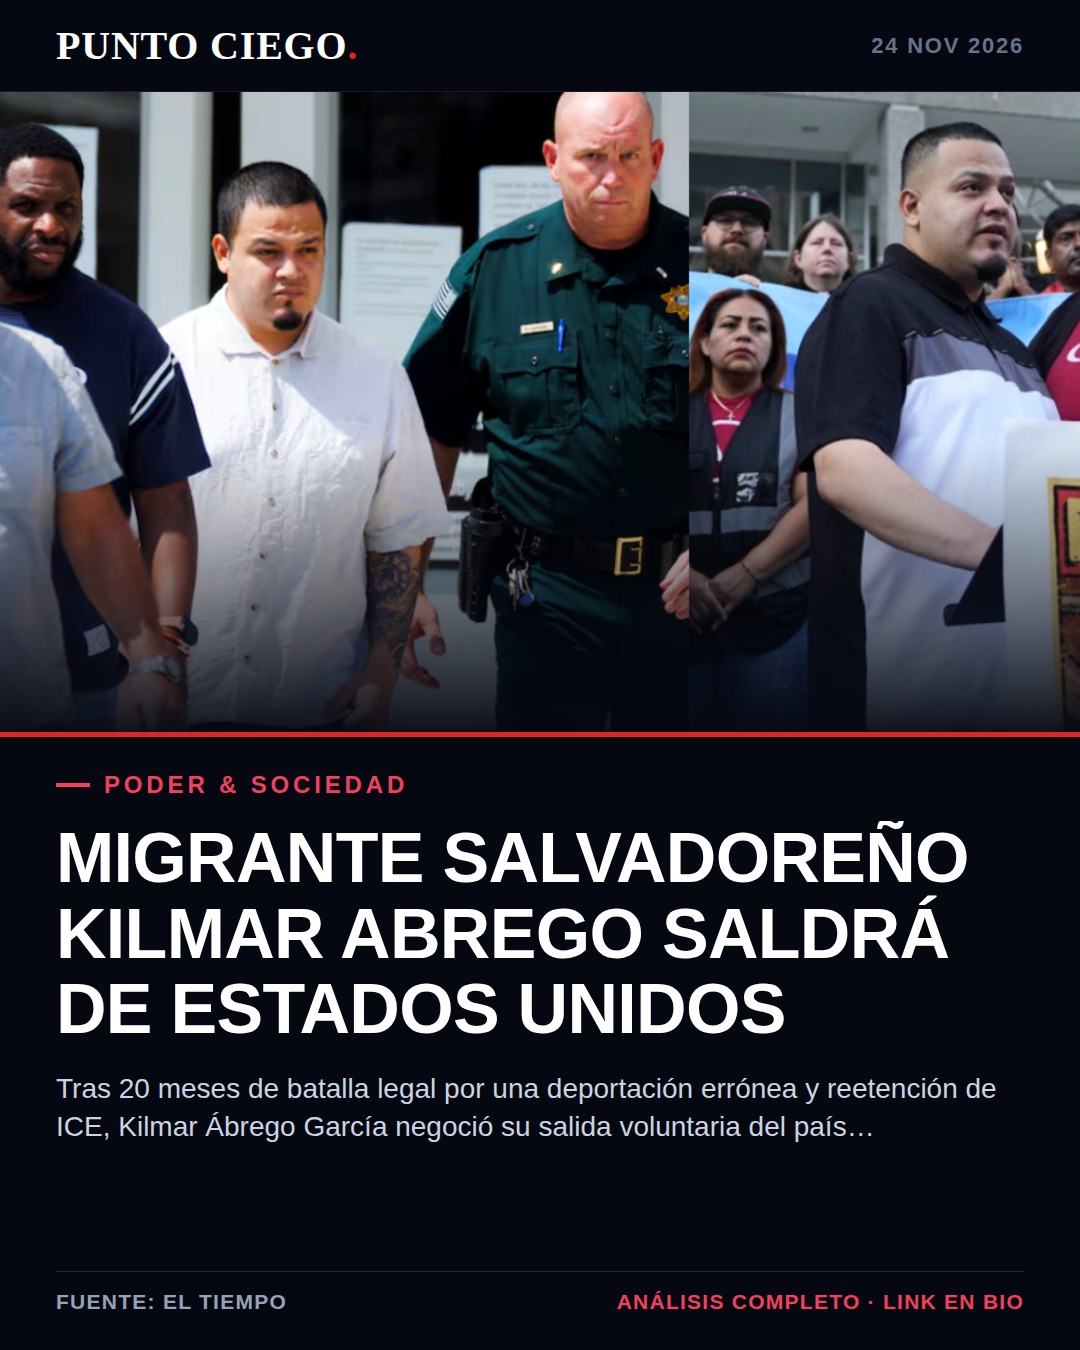 PUNTO CIEGO.
24 NOV 2026
PODER & SOCIEDAD
MIGRANTE SALVADOREÑO
KILMAR ABREGO SALDRÁ
DE ESTADOS UNIDOS
Tras 20 meses de batalla legal por una deportación errónea y reetención de
ICE, Kilmar Ábrego García negoció su salida voluntaria del país…
FUENTE: EL TIEMPO
ANÁLISIS COMPLETO · LINK EN BIO